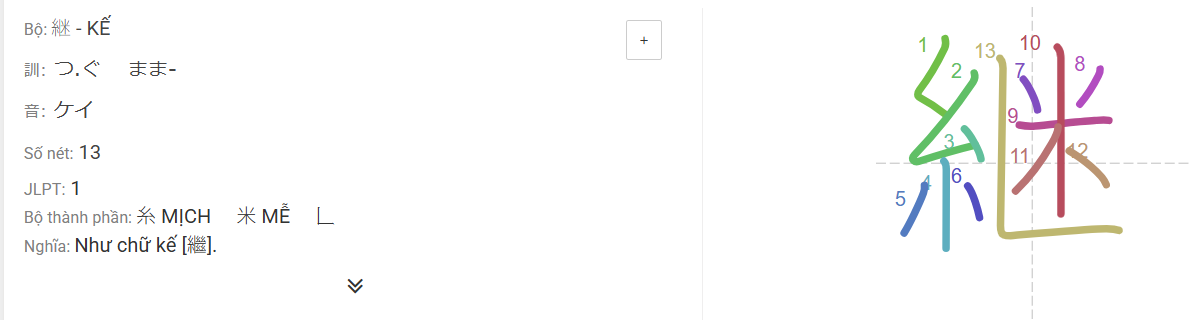 Bộ: 継 - KẾ
訓: つ.ぐ まま-
音: ケイ
Số nét: 13
JLPT: 1
Bộ thành phần: 糸 MỊCH 米 MỄ 𠃊
Nghĩa: Như chữ kế [繼].
+
継
1
2
3
4
5
6
7
8
9
10
11
12
13